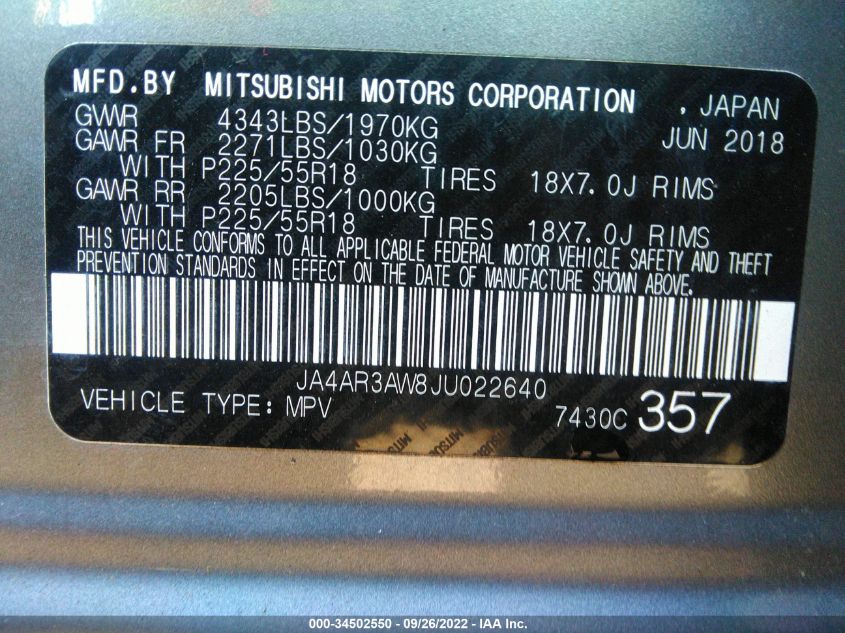 MFD.BY MITSUBISHI MOTORS CORPORATION , JAPAN
GVWR 4343LBS/1970KG JUN 2018
GAWR FR 2271LBS/1030KG
WITH P225/55R18 TIRES 18X7.0J RIMS
GAWR RR 2205LBS/1000KG
WITH P225/55R18 TIRES 18X7.0J RIMS
THIS VEHICLE CONFORMS TO ALL APPLICABLE FEDERAL MOTOR VEHICLE SAFETY AND THEFT
PREVENTION STANDARDS IN EFFECT ON THE DATE OF MANUFACTURE SHOWN ABOVE.
JA4AR3AW8JU022640
VEHICLE TYPE: MPV 7430C 357
000-34502550 - 09/26/2022 - IAA Inc.